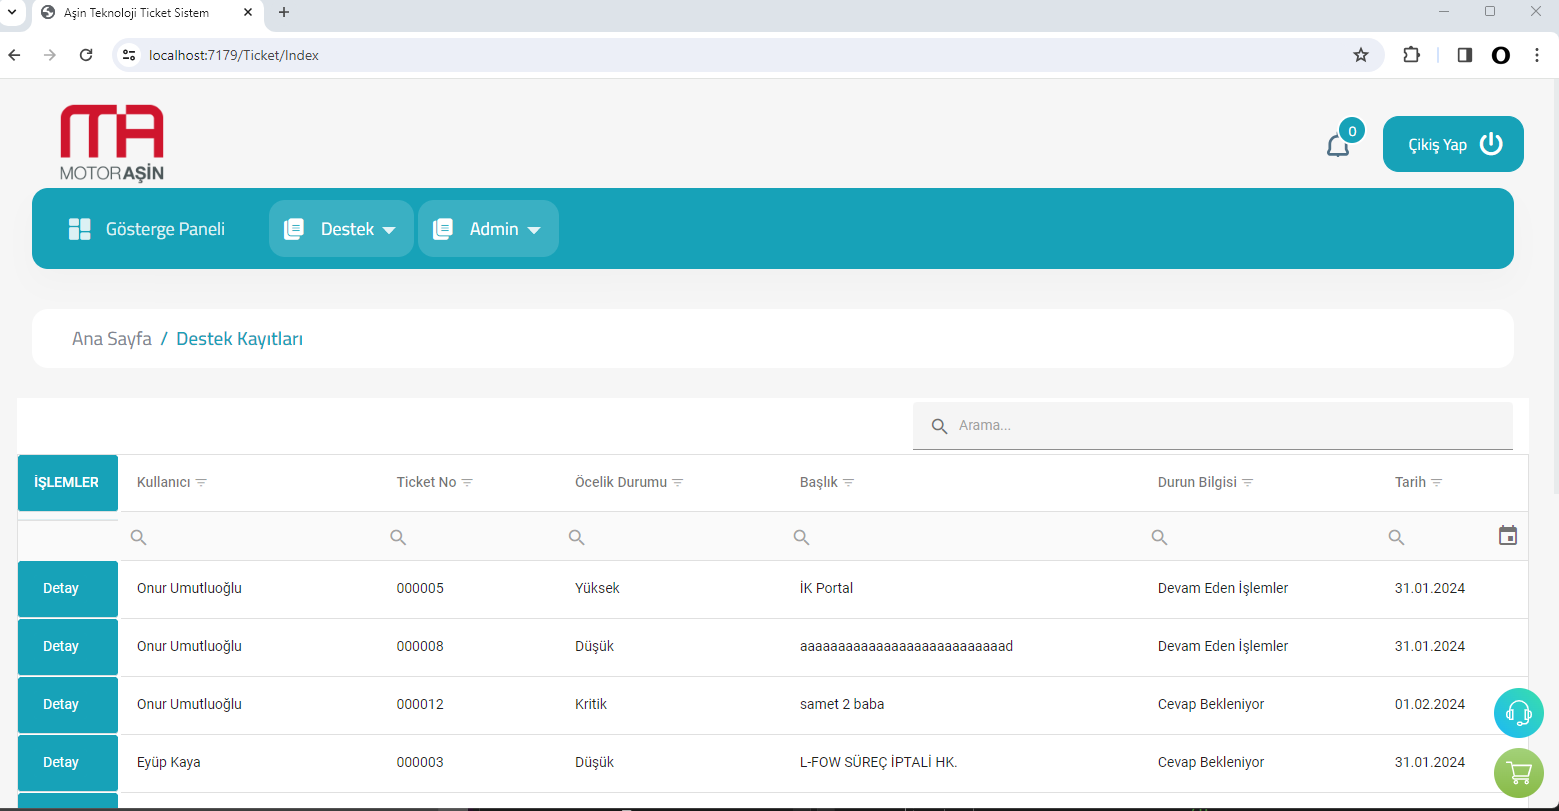 Aşin Teknoloji Ticket Sistem
localhost:7179/Ticket/Index
MA
MOTORAŞİN
0
Çikiş Yap
Gösterge Paneli
Destek
Admin
Ana Sayfa / Destek Kayıtları
Arama...
İŞLEMLER Kullanıcı Ticket No Öcelik Durumu Başlık Durun Bilgisi Tarih
Detay Onur Umutluoğlu 000005 Yüksek İK Portal Devam Eden İşlemler 31.01.2024
Detay Onur Umutluoğlu 000008 Düşük aaaaaaaaaaaaaaaaaaaaaaaaaaaad Devam Eden İşlemler 31.01.2024
Detay Onur Umutluoğlu 000012 Kritik samet 2 baba Cevap Bekleniyor 01.02.2024
Detay Eyüp Kaya 000003 Düşük L-FOW SÜREÇ İPTALİ HK. Cevap Bekleniyor 31.01.2024